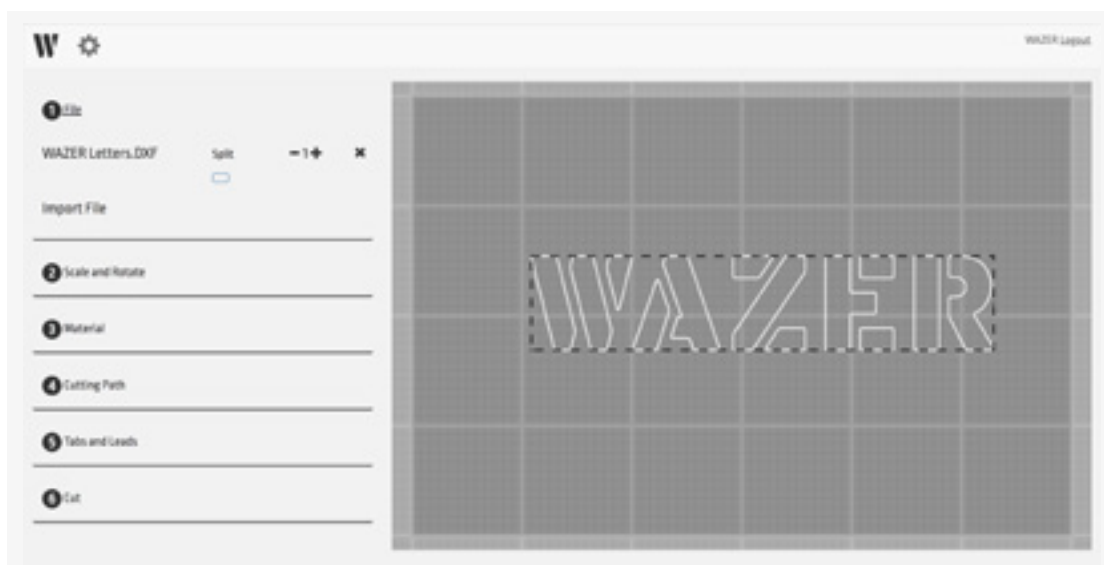 W
WAZER Logout
1 File
WAZER Letters.DXF Split - 1 +
Import File
2 Scale and Rotate
3 Material
4 Cutting Path
5 Tabs and Leads
6 Cut
WAZER